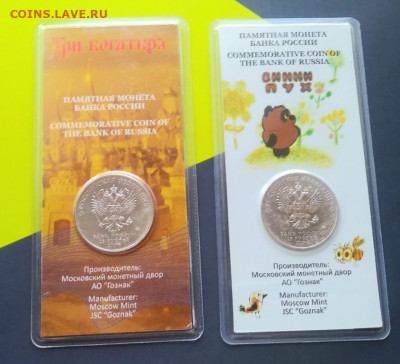 COINS.LAVE.RU
Три богатыря
ПАМЯТНАЯ МОНЕТА
БАНКА РОССИИ
COMMEMORATIVE COIN OF
THE BANK OF RUSSIA
Производитель:
Московский монетный двор
АО "Гознак"
Manufacturer:
Moscow Mint
JSC "Goznak"
ПАМЯТНАЯ МОНЕТА
БАНКА РОССИИ
COMMEMORATIVE COIN OF
THE BANK OF RUSSIA
ВИННИ
ПУХ
Производитель:
Московский монетный двор
АО "Гознак"
Manufacturer:
Moscow Mint
JSC "Goznak"